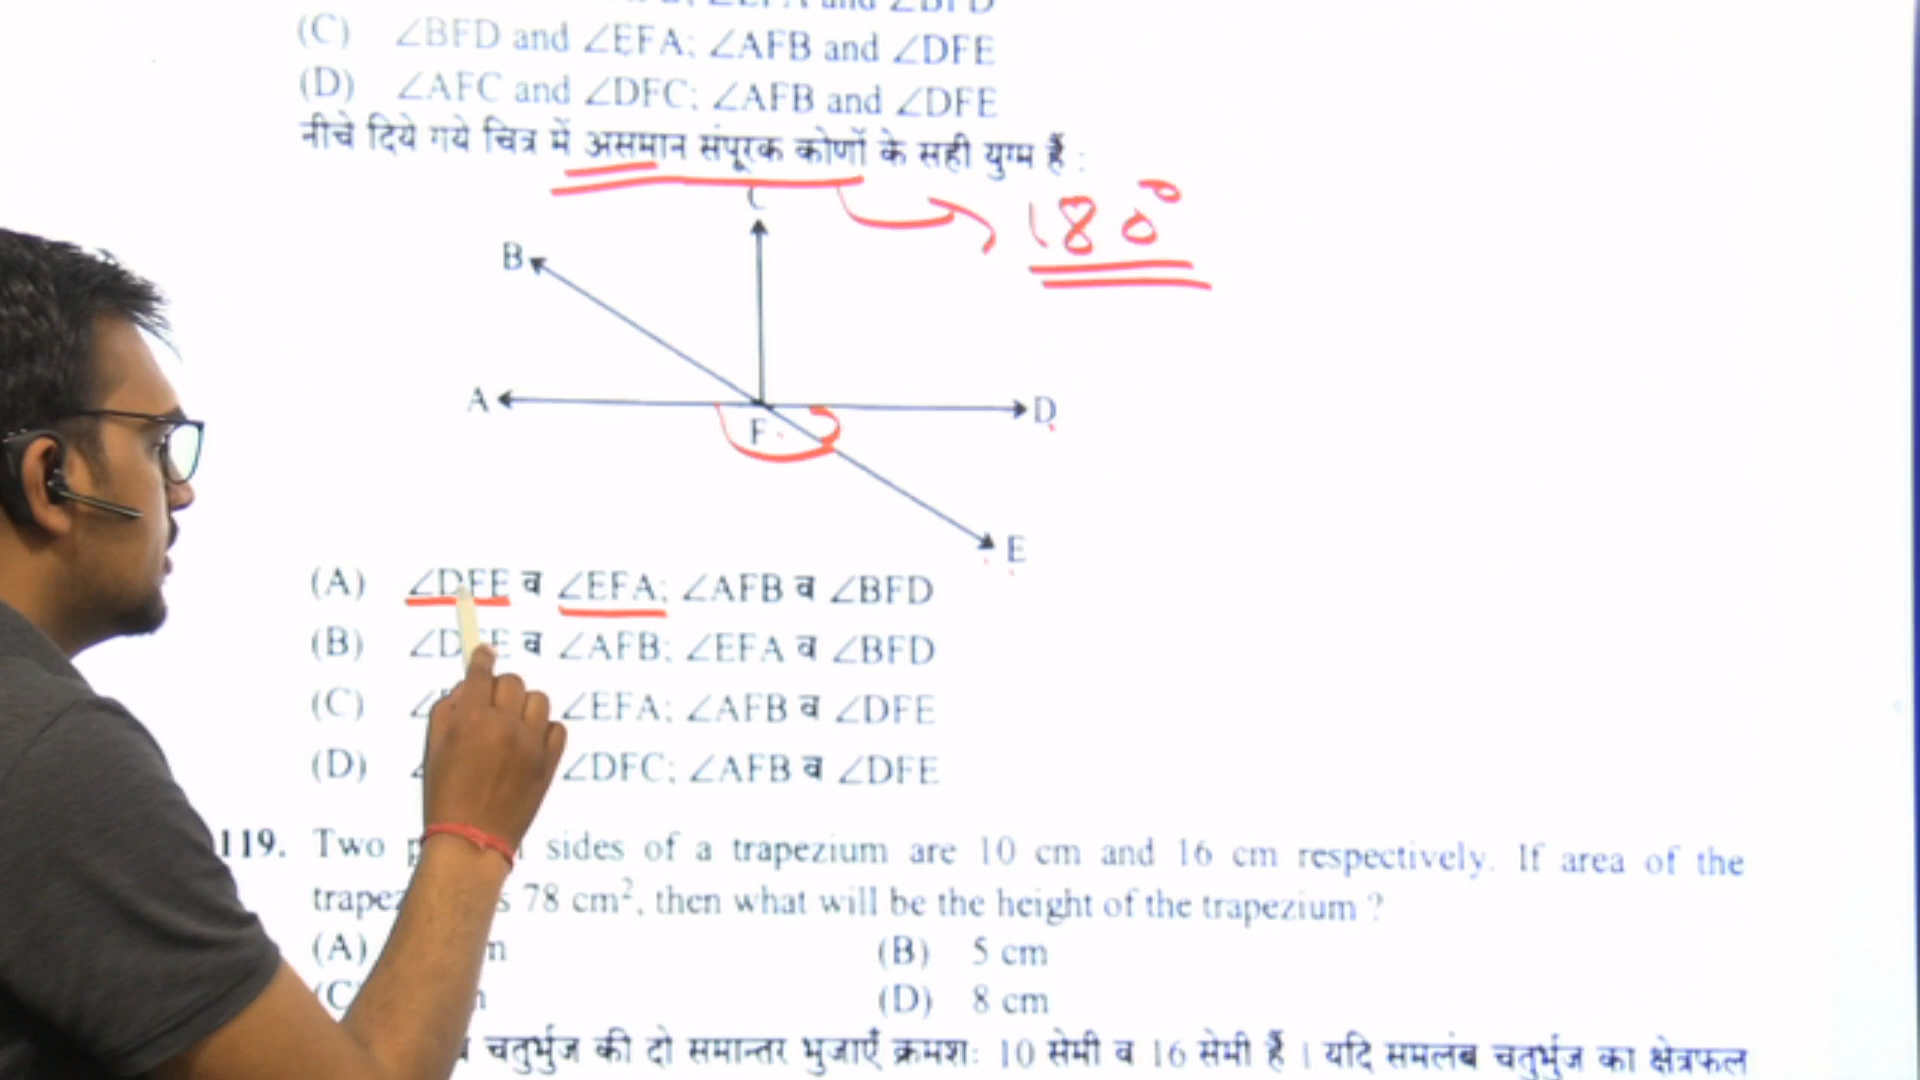 (C) ∠BFD and ∠EFA; ∠AFB and ∠DFE
(D) ∠AFC and ∠DFC; ∠AFB and ∠DFE
नीचे दिये गये चित्र में असमान संपूरक कोणों के सही युग्म हैं :
C
180°
B
A
D
F
E
(A) ∠DFE व ∠EFA; ∠AFB व ∠BFD
(B) ∠DFE व ∠AFB; ∠EFA व ∠BFD
(C) ∠EFA; ∠AFB व ∠DFE
(D) ∠DFC; ∠AFB व ∠DFE
119. Two sides of a trapezium are 10 cm and 16 cm respectively. If area of the
78 cm², then what will be the height of the trapezium ?
(A) (B) 5 cm
(C) (D) 8 cm
चतुर्भुज की दो समान्तर भुजाएँ क्रमशः 10 सेमी व 16 सेमी हैं । यदि समलंब चतुर्भुज का क्षेत्रफल